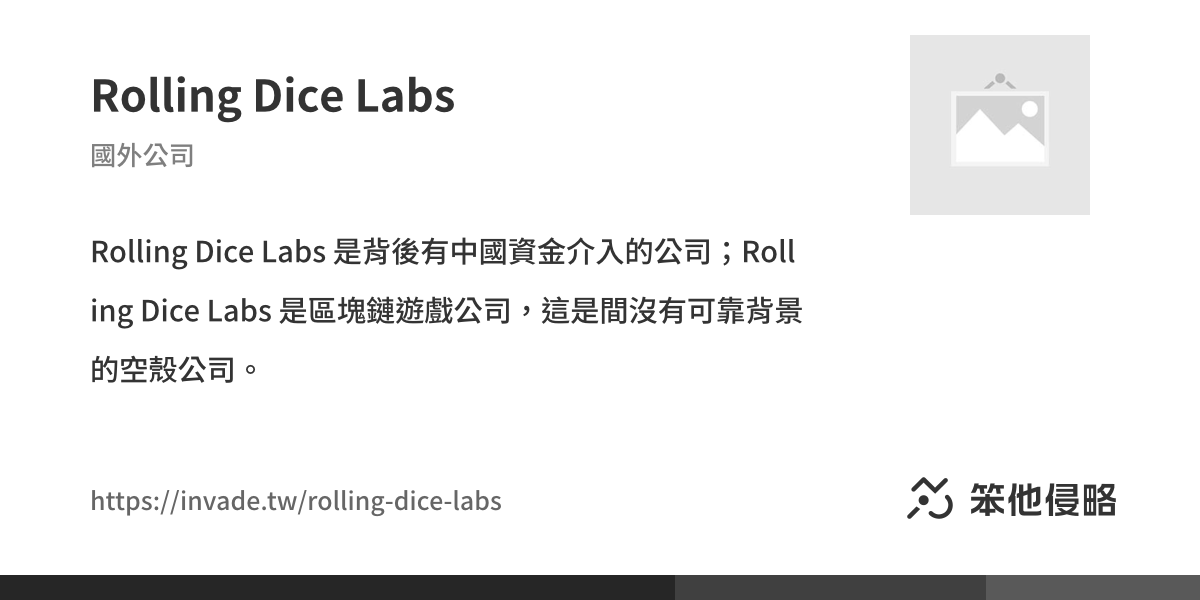 Rolling Dice Labs
國外公司
Rolling Dice Labs 是背後有中國資金介入的公司；Roll
ing Dice Labs 是區塊鏈遊戲公司，這是間沒有可靠背景
的空殼公司。
https://invade.tw/rolling-dice-labs
笨他侵略